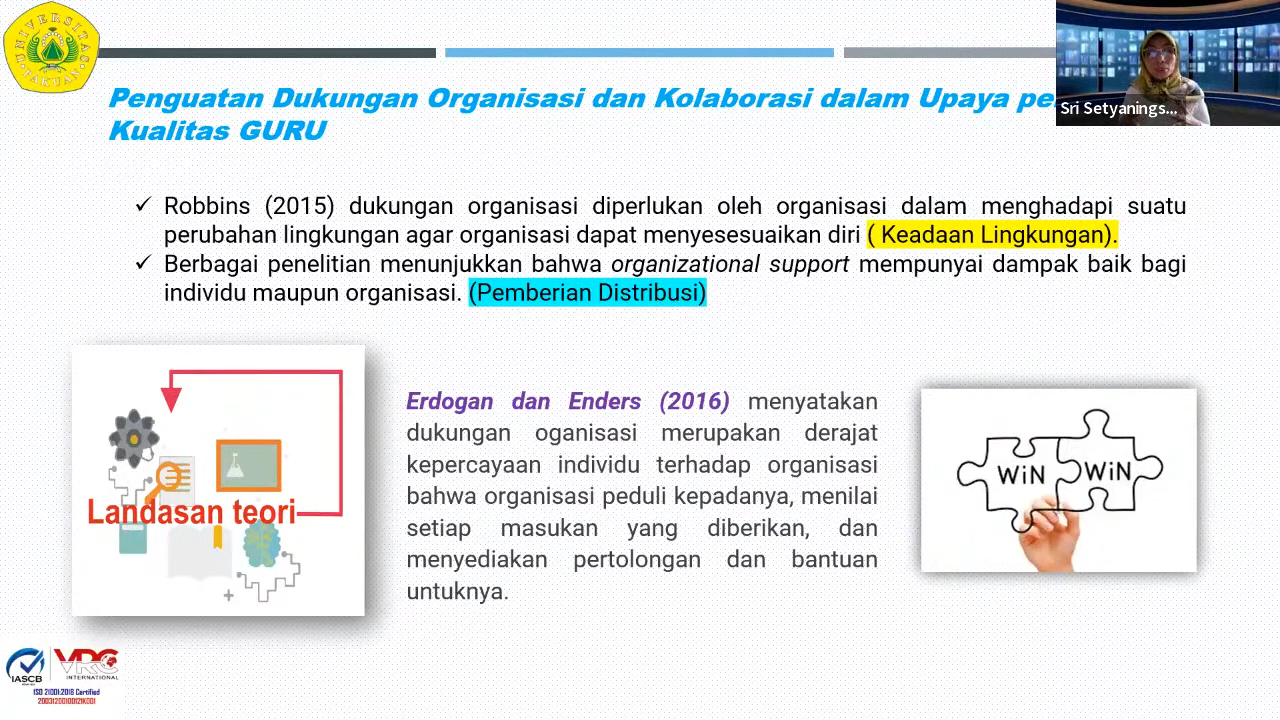 UNIVERSITAS
PAKUAN
Sri Setyanings...
Penguatan Dukungan Organisasi dan Kolaborasi dalam Upaya
Kualitas GURU
✓ Robbins (2015) dukungan organisasi diperlukan oleh organisasi dalam menghadapi suatu
perubahan lingkungan agar organisasi dapat menyesesuaikan diri ( Keadaan Lingkungan).
✓ Berbagai penelitian menunjukkan bahwa organizational support mempunyai dampak baik bagi
individu maupun organisasi. (Pemberian Distribusi)
Landasan teori
Erdogan dan Enders (2016) menyatakan
dukungan oganisasi merupakan derajat
kepercayaan individu terhadap organisasi
bahwa organisasi peduli kepadanya, menilai
setiap masukan yang diberikan, dan
menyediakan pertolongan dan bantuan
untuknya.
WiN WiN
IASCB
VRC
INTERNATIONAL
ISO 21001:2018 Certified